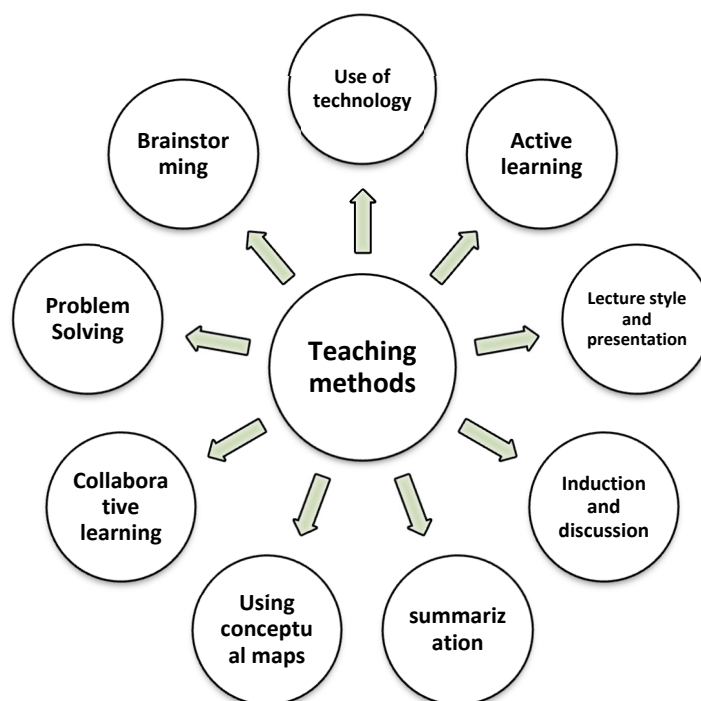 Use of
technology
Active
learning
Lecture style
and
presentation
Induction
and
discussion
summariz
ation
Using
conceptu
al maps
Collabora
tive
learning
Problem
Solving
Brainstor
ming
Teaching
methods